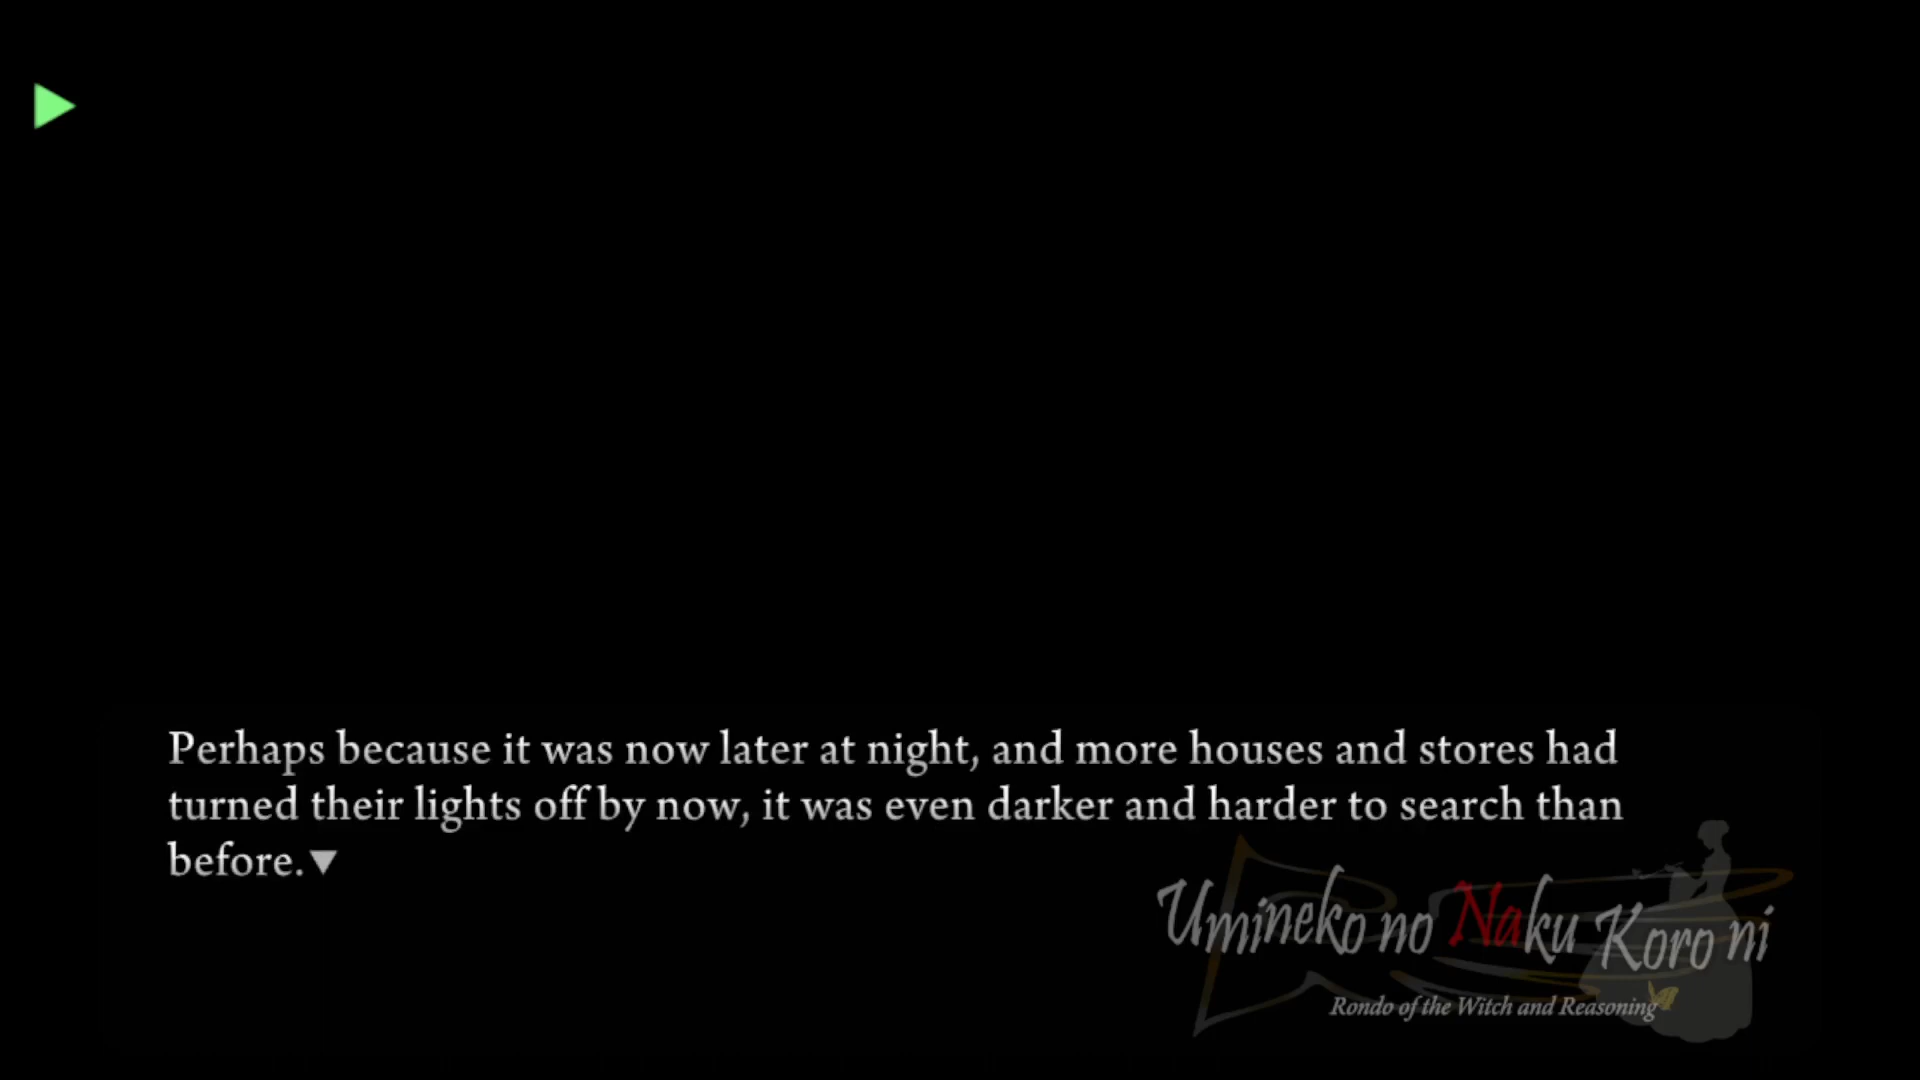 Perhaps because it was now later at night, and more houses and stores had
turned their lights off by now, it was even darker and harder to search than
before.
Umineko no Naku Koro ni
Rondo of the Witch and Reasoning